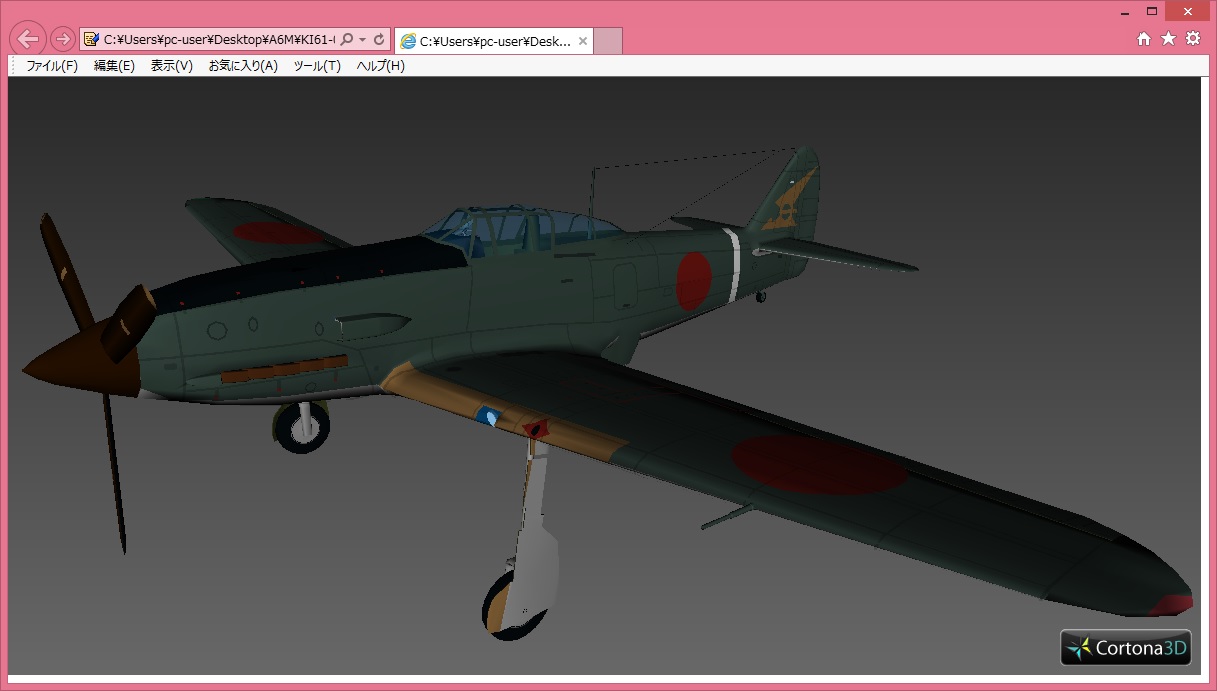 C:¥Users¥pc-user¥Desktop¥A6M¥KI61-
C:¥Users¥pc-user¥Desk...
ファイル(F) 編集(E) 表示(V) お気に入り(A) ツール(T) ヘルプ(H)
Cortona3D